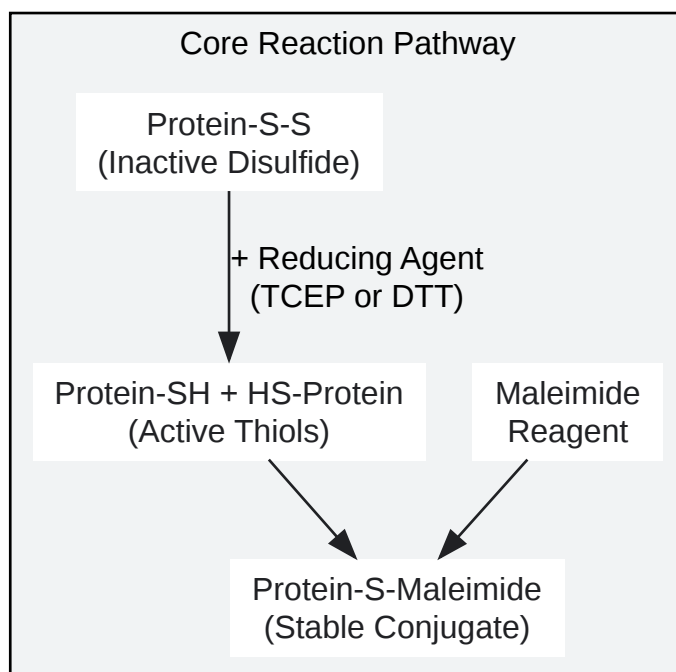 Core Reaction Pathway
Protein-S-S
(Inactive Disulfide)
+ Reducing Agent
(TCEP or DTT)
Protein-SH + HS-Protein
(Active Thiols)
Maleimide
Reagent
Protein-S-Maleimide
(Stable Conjugate)